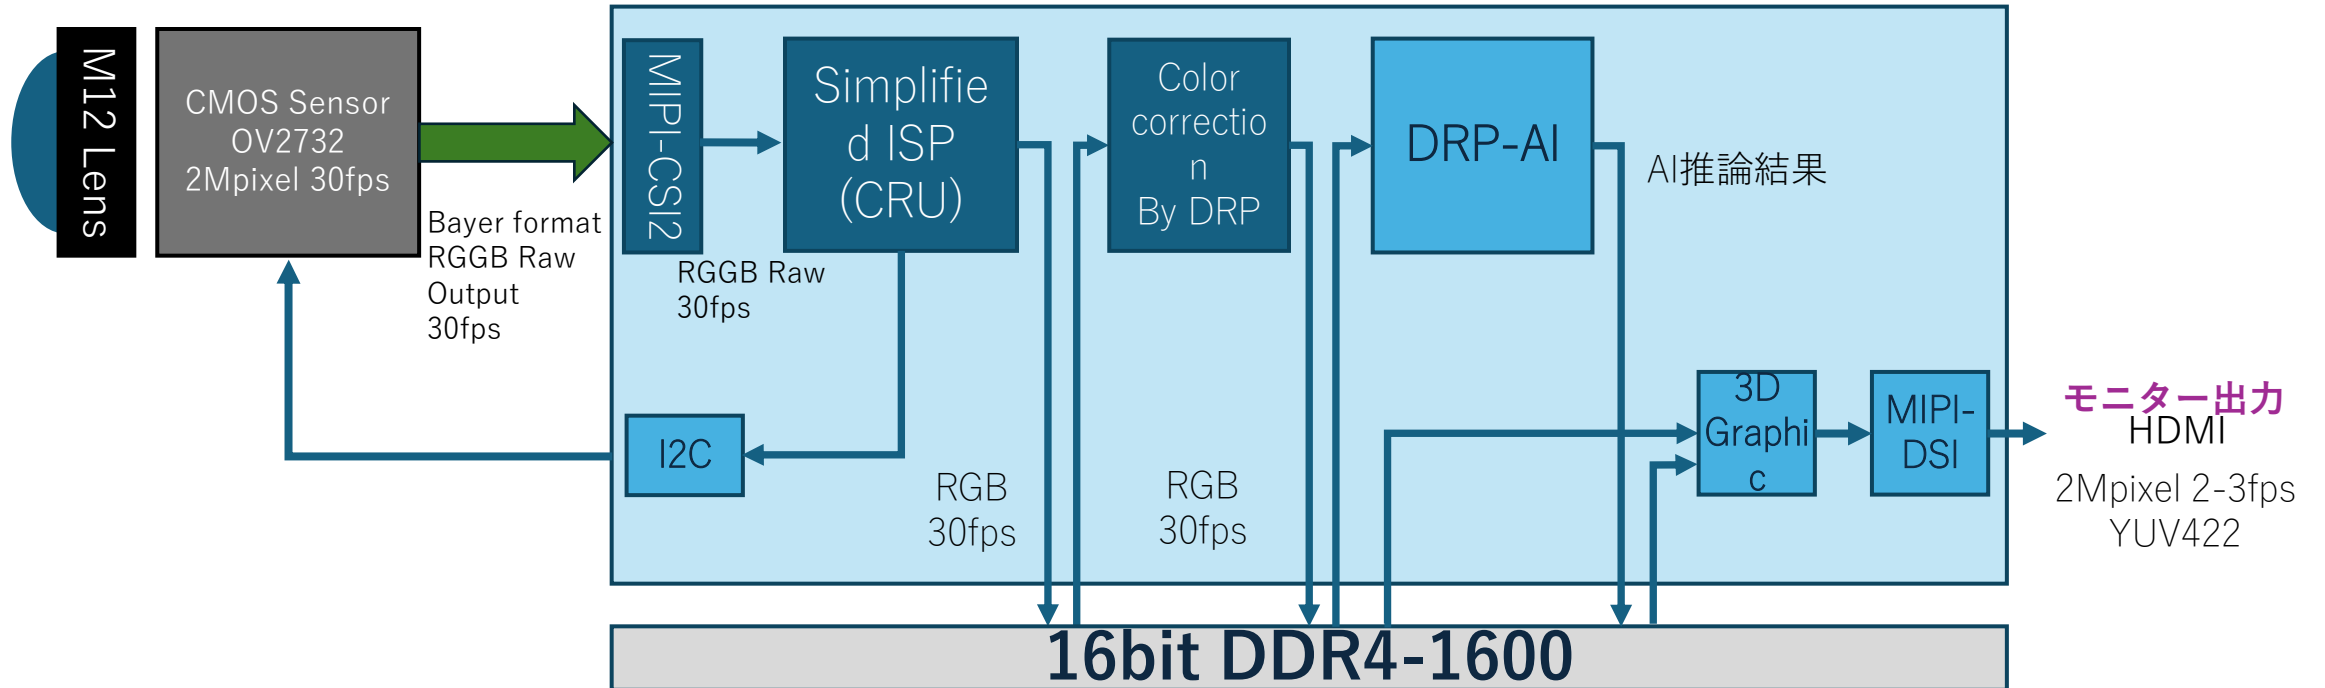 M12 Lens
CMOS Sensor
OV2732
2Mpixel 30fps
Bayer format
RGGB Raw
Output
30fps
MIPI-CSI2
RGGB Raw
30fps
Simplifie
d ISP
(CRU)
I2C
RGB
30fps
Color
correctio
n
By DRP
RGB
30fps
DRP-AI
AI推論結果
3D
Graphi
c
MIPI-
DSI
モニター出力
HDMI
2Mpixel 2-3fps
YUV422
16bit DDR4-1600